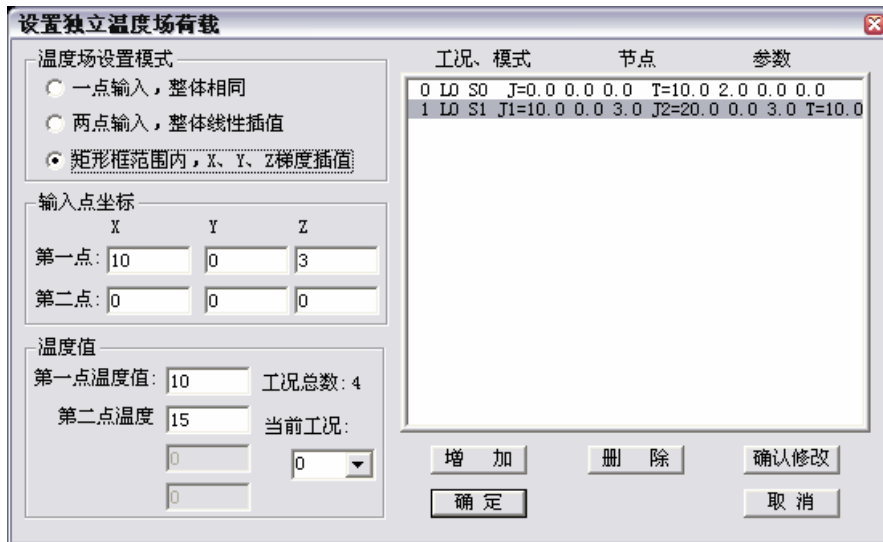 设置独立温度场荷载
温度场设置模式
一点输入，整体相同
两点输入，整体线性插值
矩形框范围内，X、Y、Z梯度插值
输入点坐标
X Y Z
第一点: 10 0 3
第二点: 0 0 0
温度值
第一点温度值: 10 工况总数: 4
第二点温度 15 当前工况:
0 0
0
工况、模式 节点 参数
0 L0 S0 J=0.0 0.0 0.0 T=10.0 2.0 0.0 0.0
1 L0 S1 J1=10.0 0.0 3.0 J2=20.0 0.0 3.0 T=10.0
增 加 删 除 确认修改
确 定 取 消